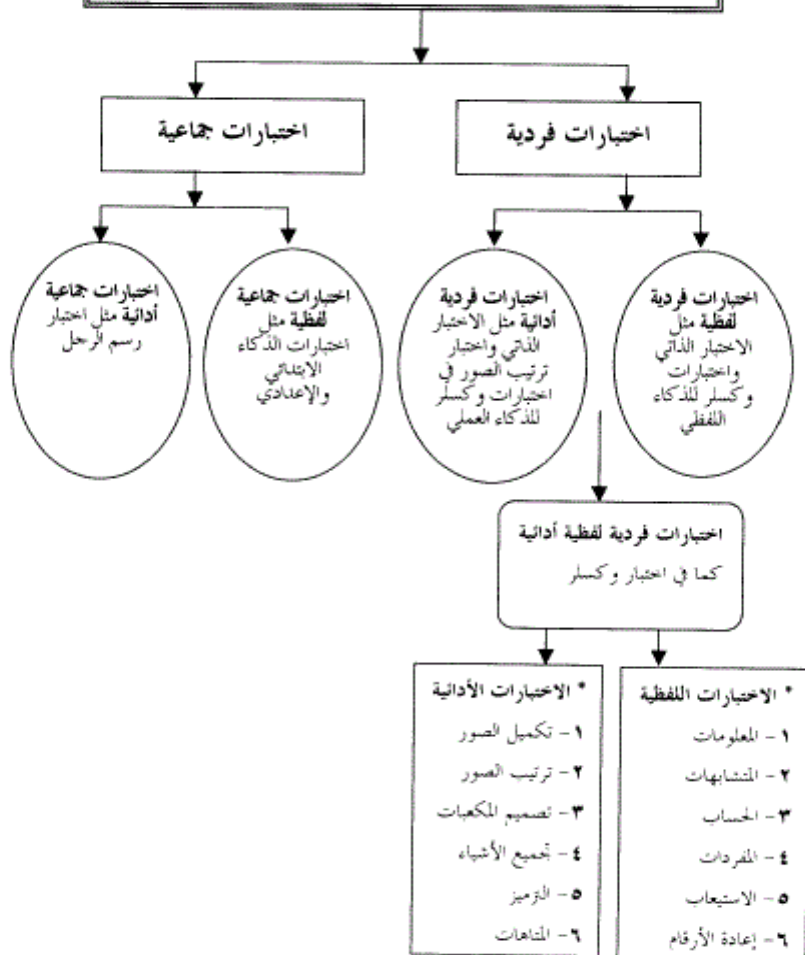 اختبارات فردية
اختبارات جماعية
اختبارات فردية
لفظية مثل
الاختبار الذاتي
واختبارات
وكسلر للذكاء
اللفظي
اختبارات فردية
أدائية مثل الاختبار
الذاتي واختبار
ترتيب الصور في
اختبارات وكسلر
للذكاء العملي
اختبارات جماعية
لفظية مثل
اختبارات الذكاء
الابتدائي
والإعدادي
اختبارات جماعية
أدائية مثل اختبار
رسم الرجل
اختبارات فردية لفظية أدائية
كما في اختبار وكسلر
* الاختبارات اللفظية
١- المعلومات
٢- المتشابهات
٣- الحساب
٤- المفردات
٥- الاستيعاب
٦- إعادة الأرقام
* الاختبارات الأدائية
١- تكميل الصور
٢- ترتيب الصور
٣- تصميم المكعبات
٤- تجميع الأشياء
٥- الترميز
٦- المتاهات